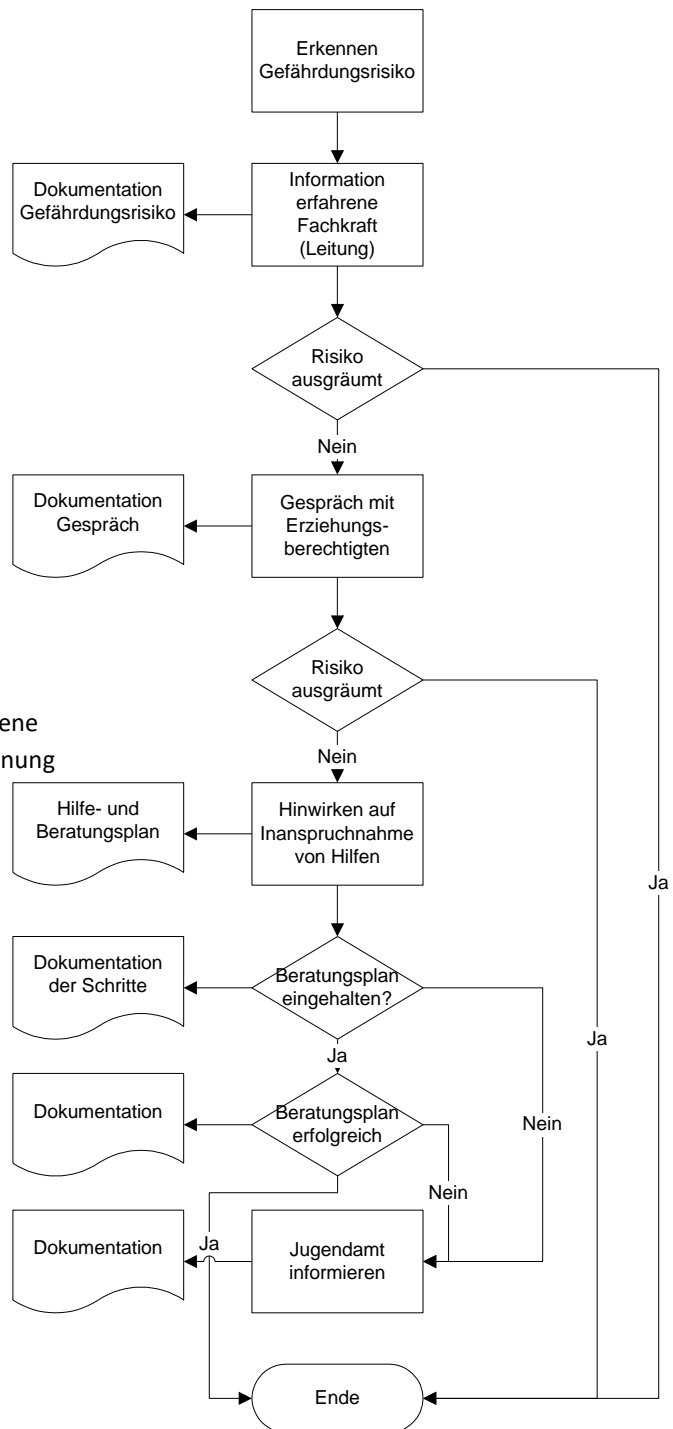 Erkennen
Gefährdungsrisiko
Dokumentation
Gefährdungsrisiko
Information
erfahrene
Fachkraft
(Leitung)
Risiko
ausgräumt
Nein
Dokumentation
Gespräch
Gespräch mit
Erziehungs-
berechtigten
Risiko
ausgräumt
ene
Nein
nung
Hilfe- und
Beratungsplan
Hinwirken auf
Inanspruchnahme
von Hilfen
Ja
Dokumentation
der Schritte
Beratungsplan
eingehalten?
Ja
Ja
Dokumentation
Beratungsplan
erfolgreich
Nein
Nein
Dokumentation
Ja
Jugendamt
informieren
Ende